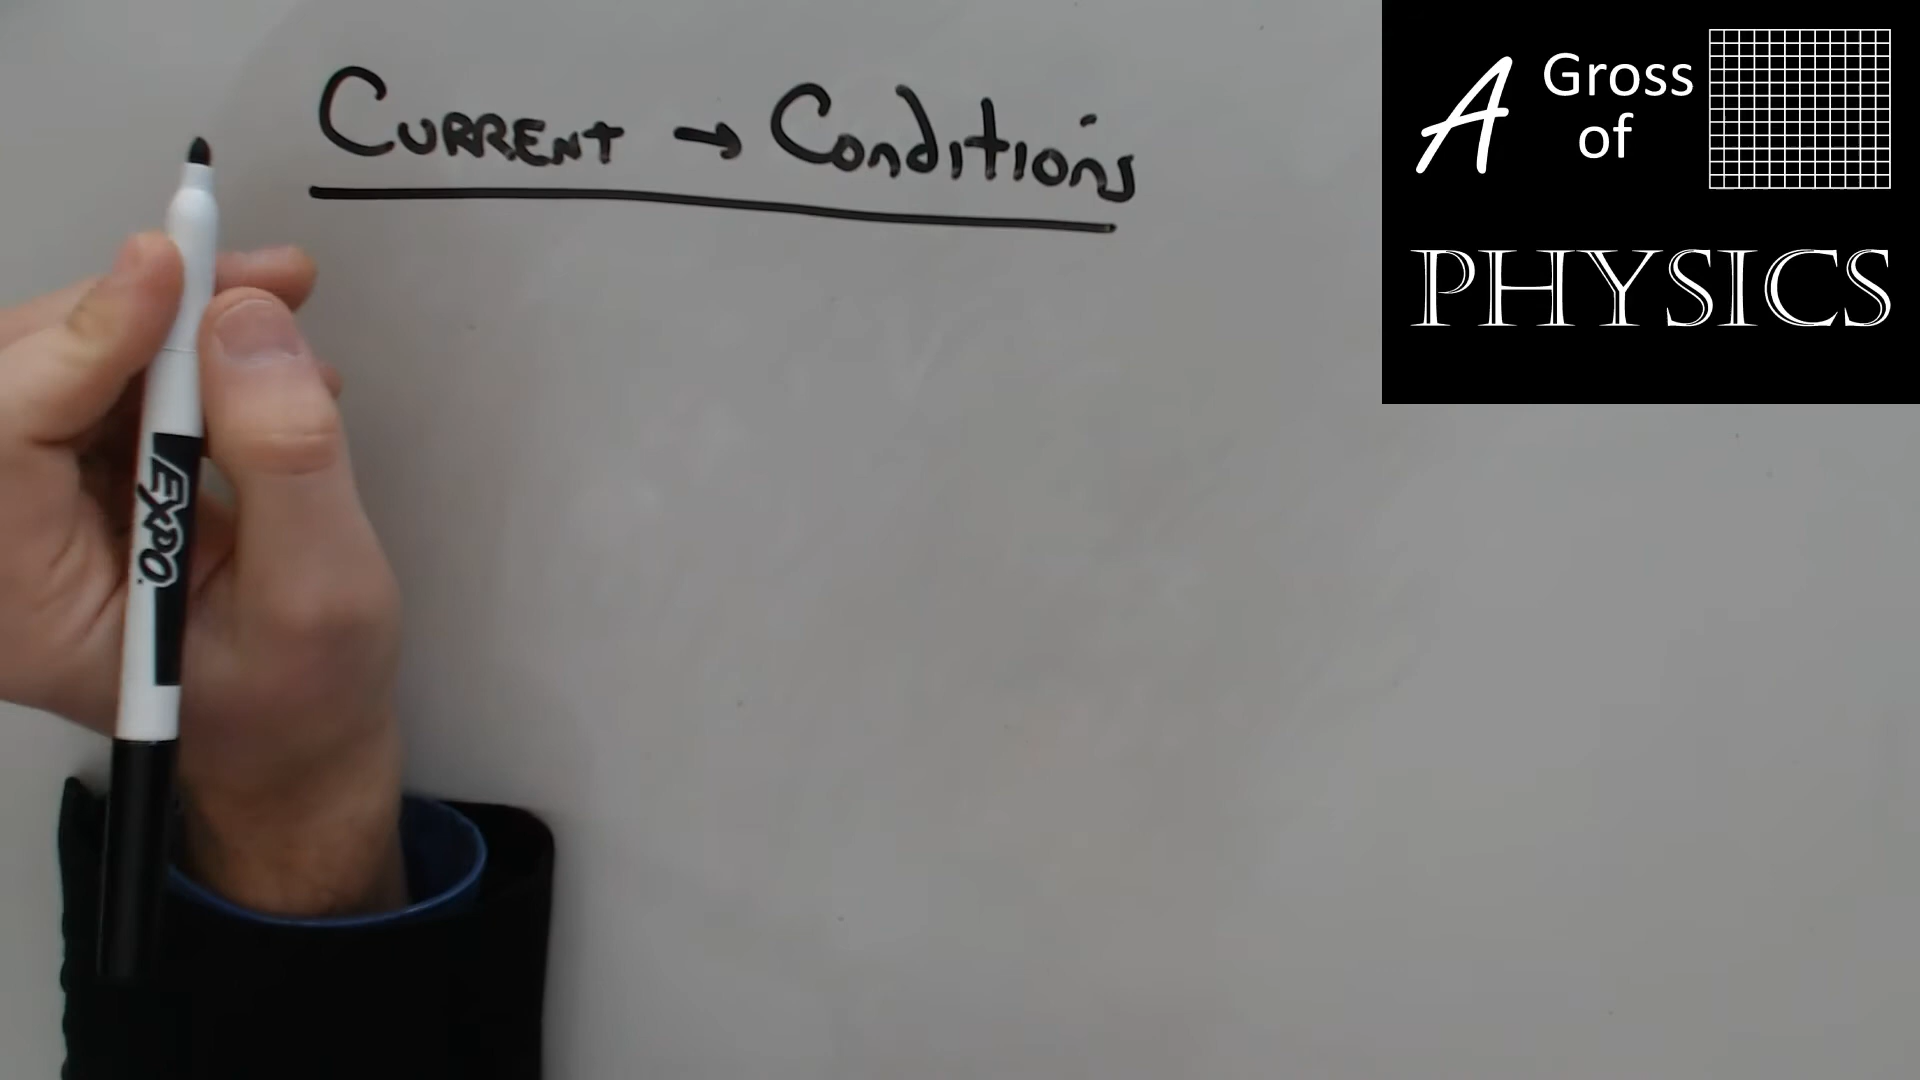 CURRENT → Conditions
A Gross
of
PHYSICS
EXPO